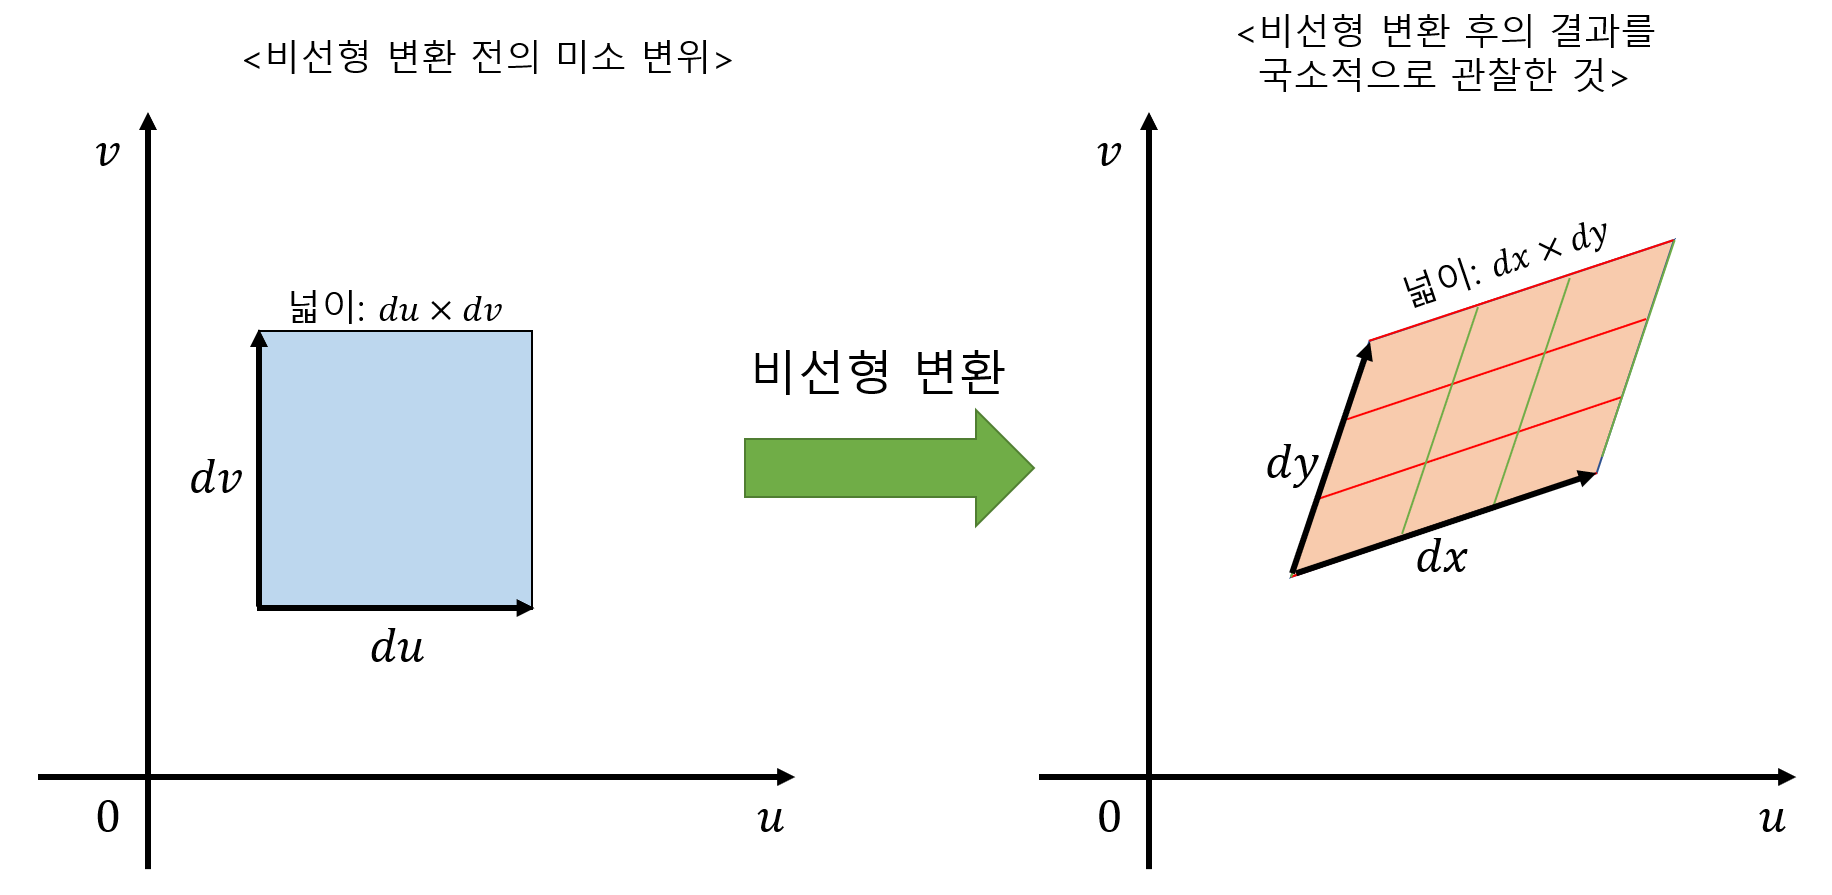 <비선형 변환 전의 미소 변위>
v
넓이: du × dv
dv
du
0
u
비선형 변환
<비선형 변환 후의 결과를
국소적으로 관찰한 것>
v
넓이: dx × dy
dy
dx
0
u